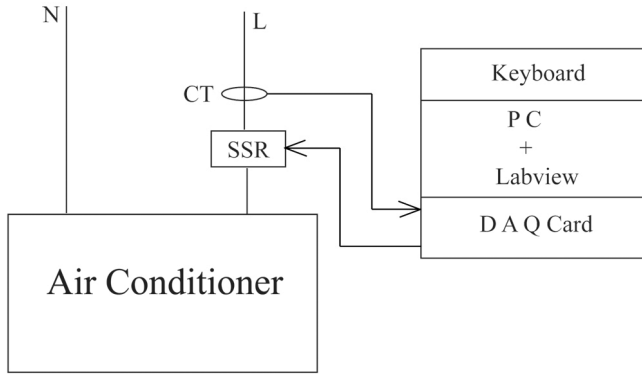 N
L
CT
SSR
Air Conditioner
Keyboard
P C
+
Labview
D A Q Card